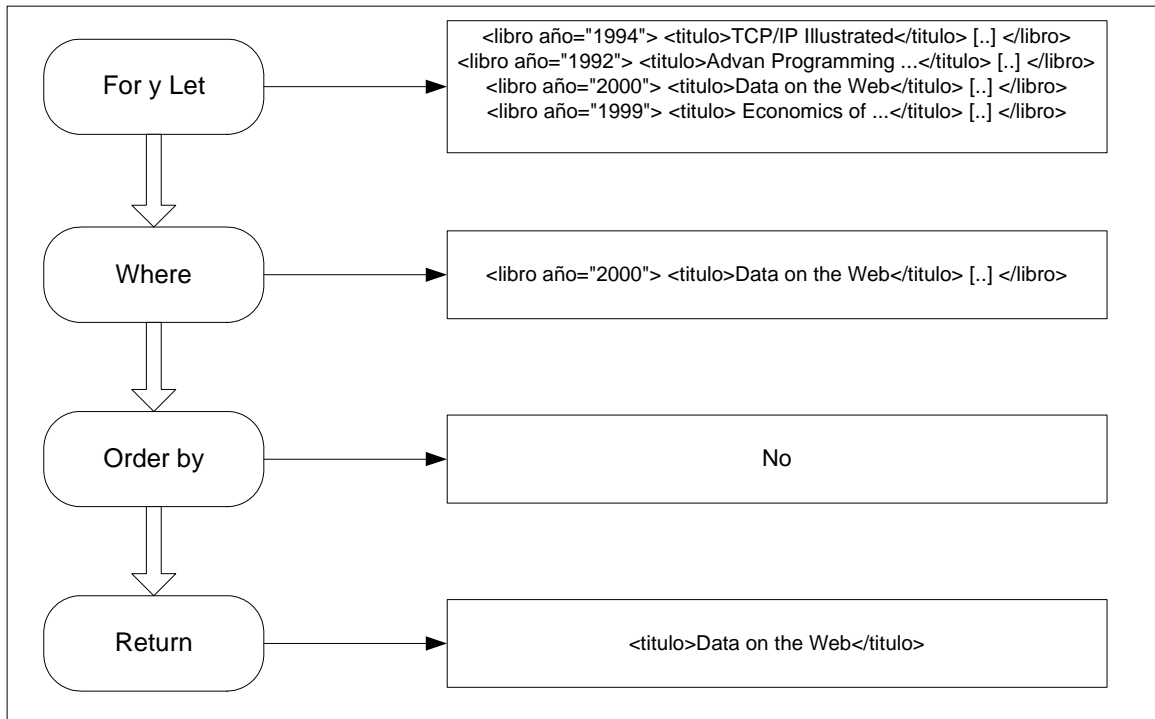 For y Let
<libro año="1994"> <titulo>TCP/IP Illustrated</titulo> [..] </libro>
<libro año="1992"> <titulo>Advan Programming ...</titulo> [..] </libro>
<libro año="2000"> <titulo>Data on the Web</titulo> [..] </libro>
<libro año="1999"> <titulo> Economics of ...</titulo> [..] </libro>
Where
<libro año="2000"> <titulo>Data on the Web</titulo> [..] </libro>
Order by
No
Return
<titulo>Data on the Web</titulo>